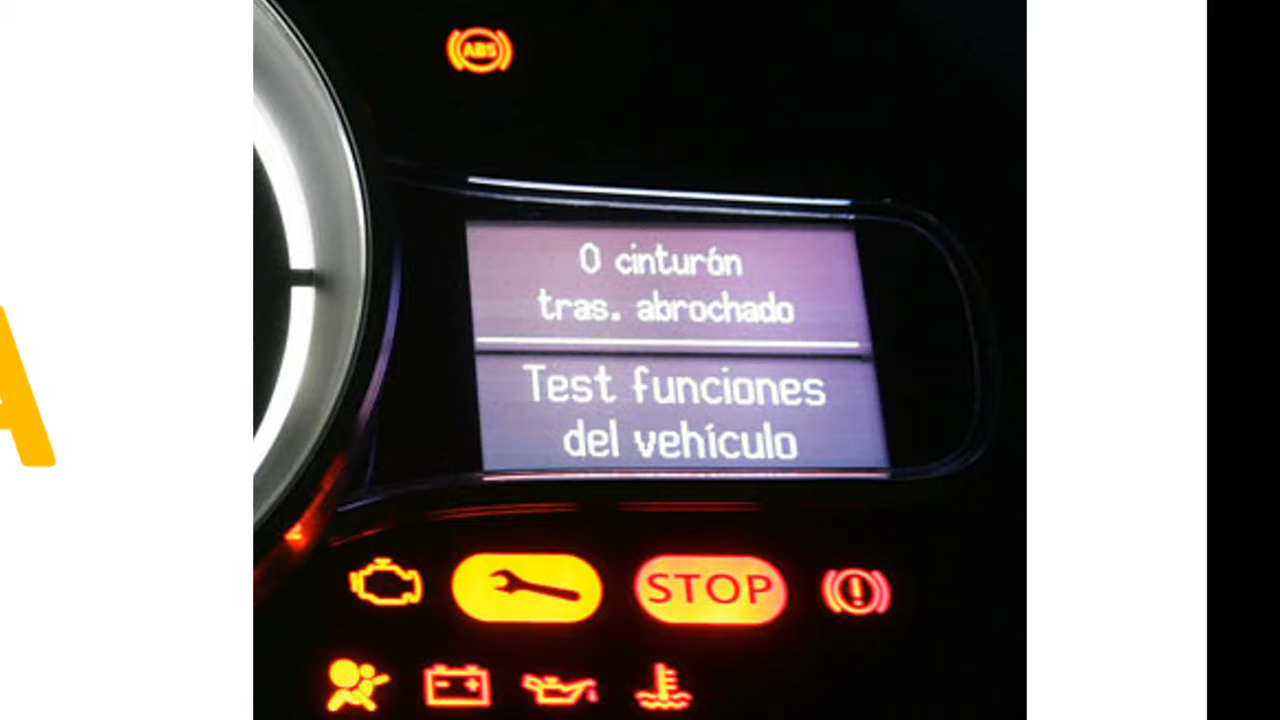 ABS
0 cinturón
tras. abrochado
Test funciones
del vehículo
STOP
A